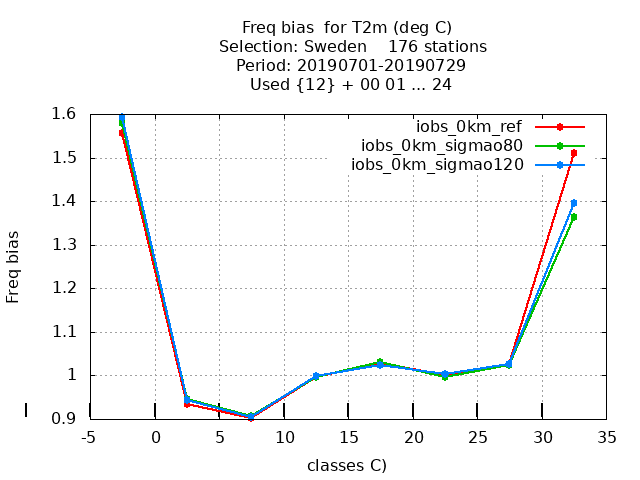 Freq bias  for T2m (deg C)
Selection: Sweden    176 stations
Period: 20190701-20190729
Used {12} + 00 01 ... 24
iobs_0km_ref
iobs_0km_sigmao80
iobs_0km_sigmao120
Freq bias
1.6
1.5
1.4
1.3
1.2
1.1
1
0.9
-5 0 5 10 15 20 25 30 35
classes C)